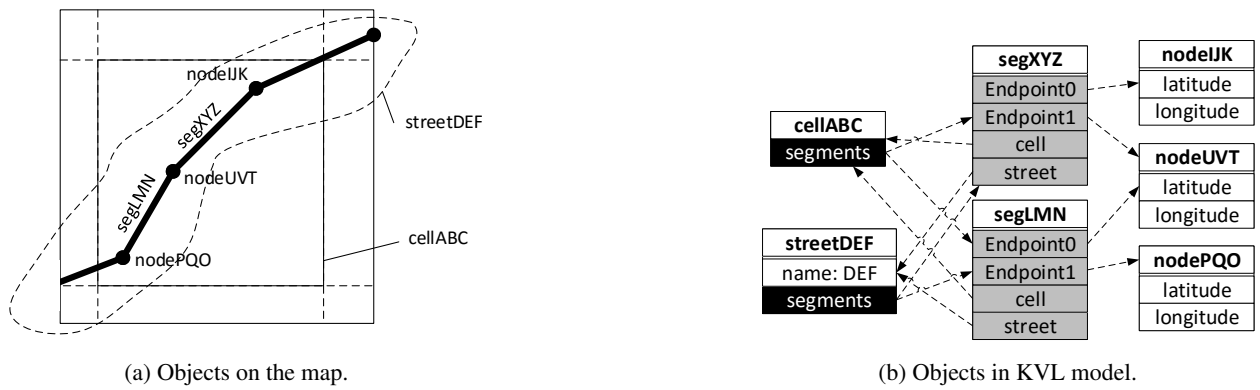 nodeIJK
segXYZ
streetDEF
nodeUVT
segLMN
cellABC
nodePQO
(a) Objects on the map.
cellABC
segments
streetDEF
name: DEF
segments
segXYZ
Endpoint0
Endpoint1
cell
street
segLMN
Endpoint0
Endpoint1
cell
street
nodeIJK
latitude
longitude
nodeUVT
latitude
longitude
nodePQO
latitude
longitude
(b) Objects in KVL model.